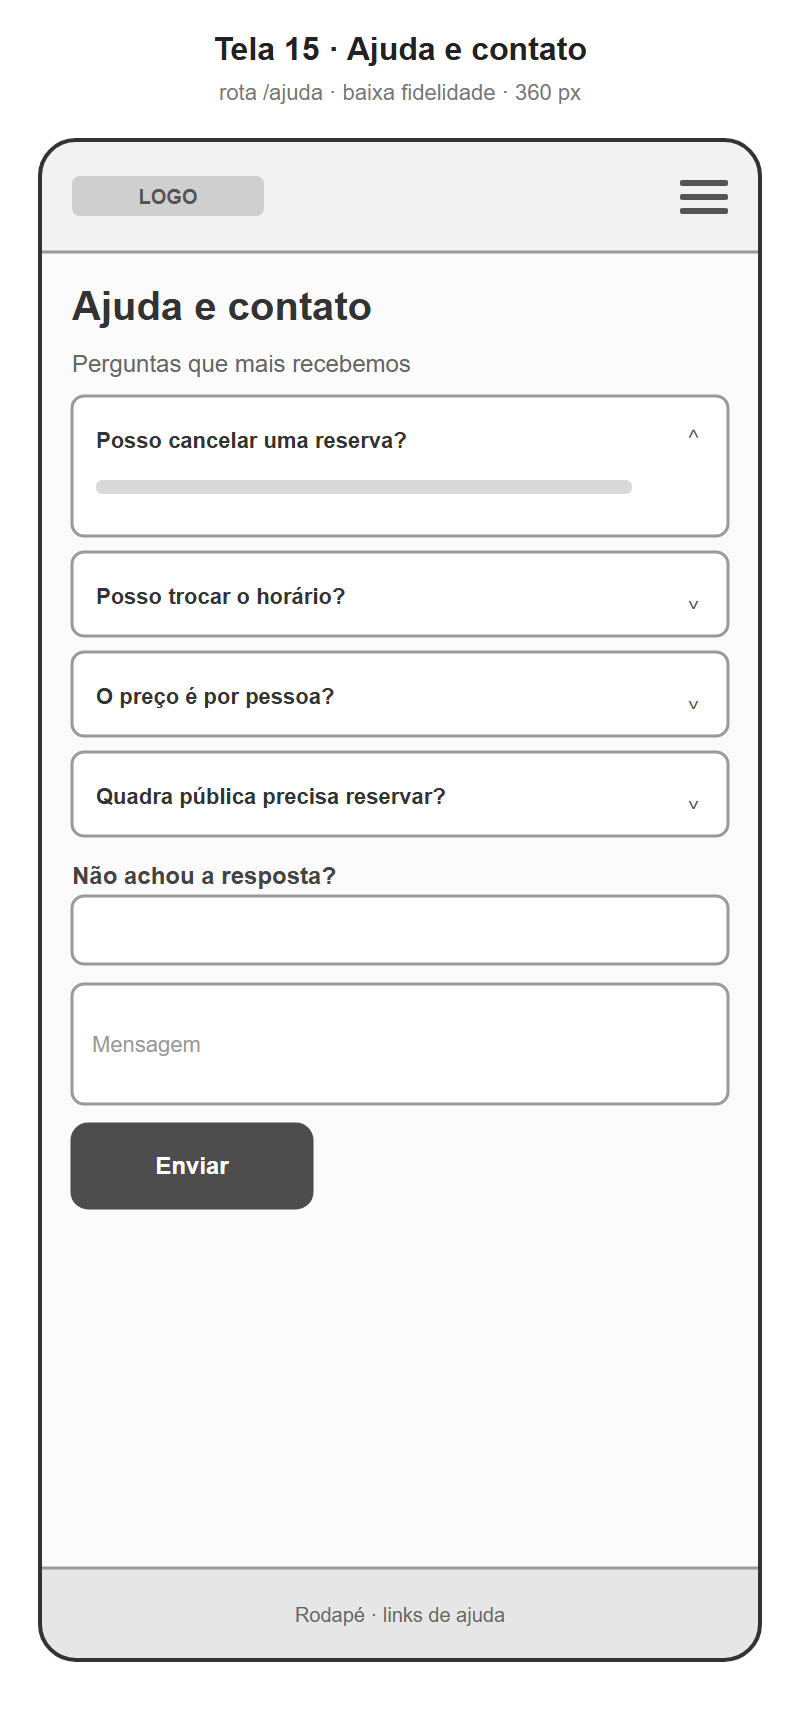 Tela 15 · Ajuda e contato
rota /ajuda · baixa fidelidade · 360 px
LOGO
Ajuda e contato
Perguntas que mais recebemos
Posso cancelar uma reserva? ^
Posso trocar o horário? v
O preço é por pessoa? v
Quadra pública precisa reservar? v
Não achou a resposta?
Mensagem
Enviar
Rodapé · links de ajuda